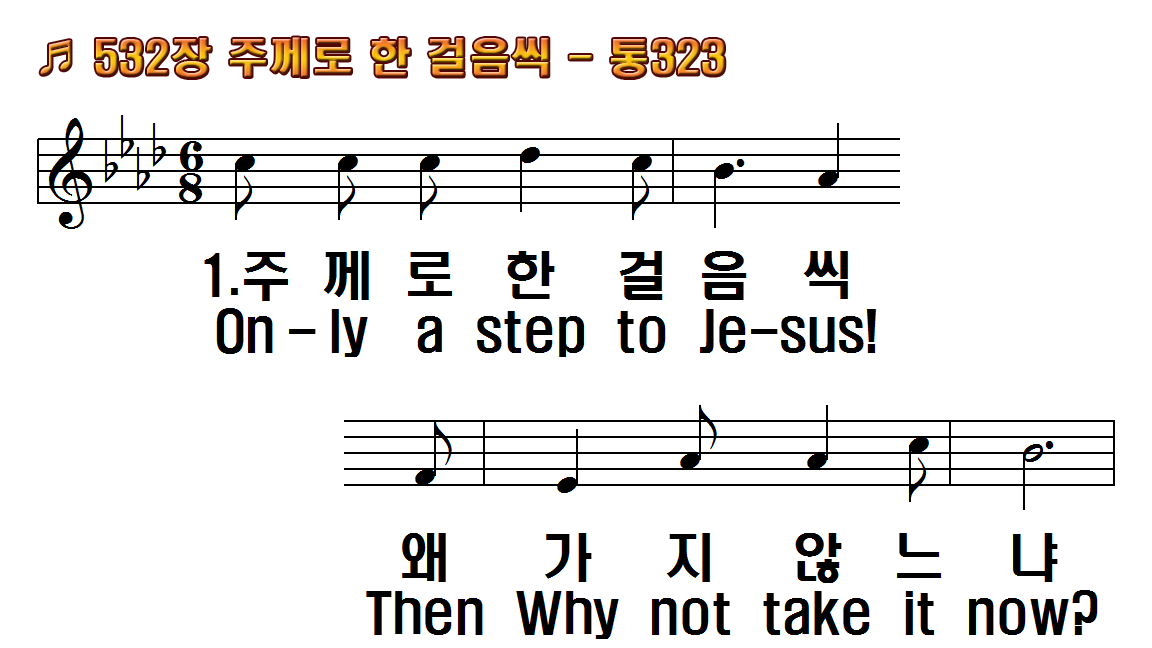 ♬ 532장 주께로 한 걸음씩 - 통323
6
8
1.주 께 로 한 걸 음 씩
On-ly a step to Je-sus!
왜 가 지 않 느 냐
Then Why not take it now?